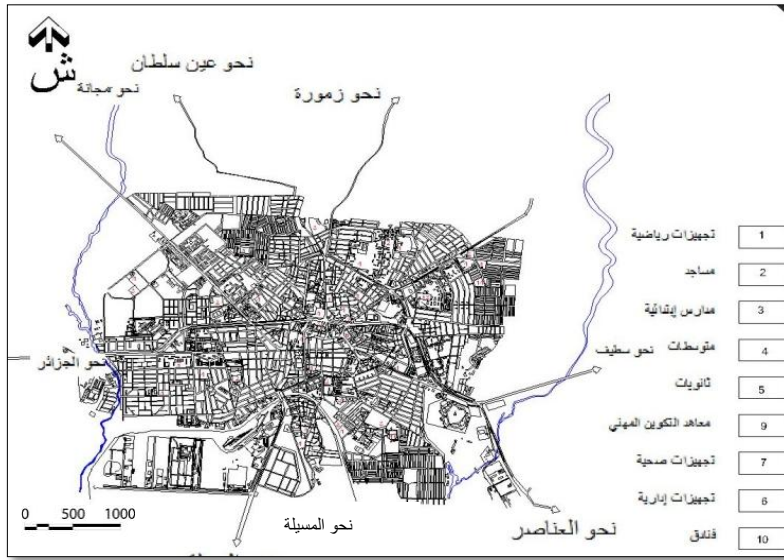 ش
نحو عين سلطان
نحو مجانة
نحو زمورة
تجهيزات رياضية 1
مساجد 2
مدارس إبتدائية 3
متوسطات 4
نحو سطيف
نحو الجزائر
ثانويات 5
معاهد التكوين المهني 9
تجهيزات صحية 7
تجهيزات إدارية 6
فنادق 10
0 500 1000
نحو المسيلة
نحو العناصر